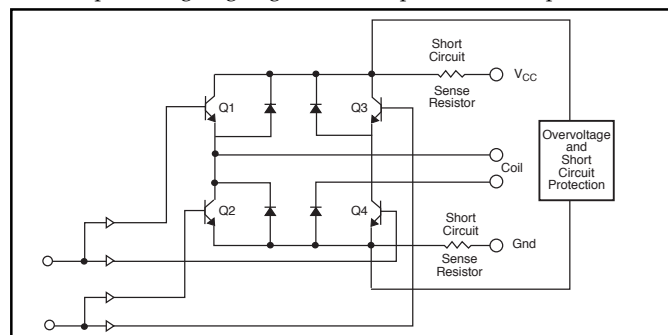 Short
Circuit
Sense
Resistor
V_CC
Q1
Q3
Overvoltage
and
Short
Circuit
Protection
Coil
Q2
Q4
Short
Circuit
Sense
Resistor
Gnd